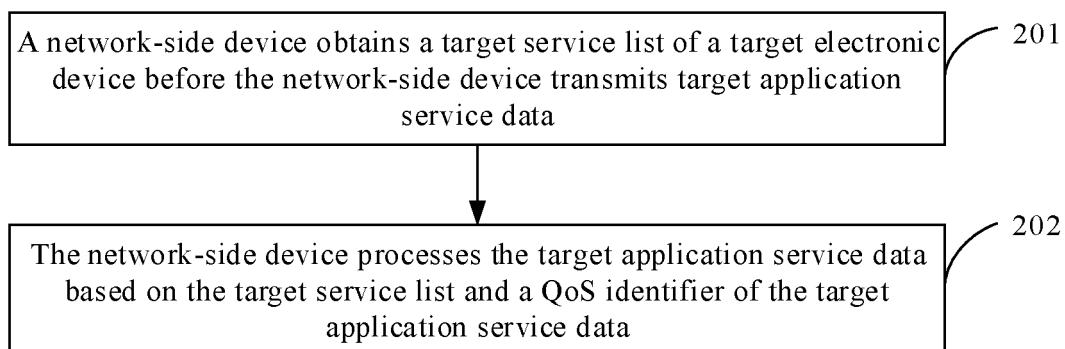 A network-side device obtains a target service list of a target electronic
device before the network-side device transmits target application
service data
201
The network-side device processes the target application service data
based on the target service list and a QoS identifier of the target
application service data
202